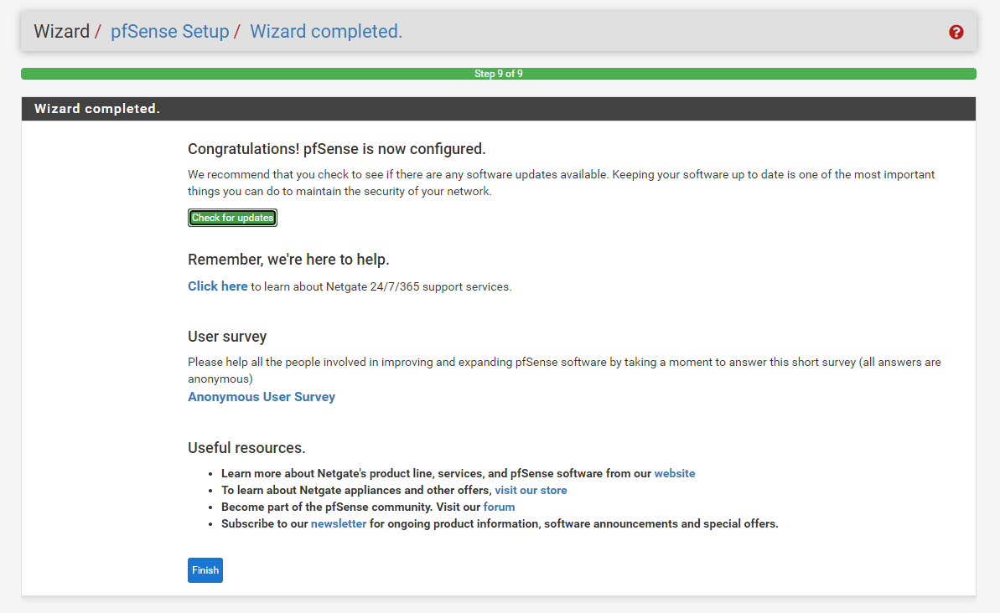 Wizard / pfSense Setup / Wizard completed.
Step 9 of 9
Wizard completed.
Congratulations! pfSense is now configured.
We recommend that you check to see if there are any software updates available. Keeping your software up to date is one of the most important
things you can do to maintain the security of your network.
Check for updates
Remember, we're here to help.
Click here to learn about Netgate 24/7/365 support services.
User survey
Please help all the people involved in improving and expanding pfSense software by taking a moment to answer this short survey (all answers are
anonymous)
Anonymous User Survey
Useful resources.
• Learn more about Netgate's product line, services, and pfSense software from our website
• To learn about Netgate appliances and other offers, visit our store
• Become part of the pfSense community. Visit our forum
• Subscribe to our newsletter for ongoing product information, software announcements and special offers.
Finish